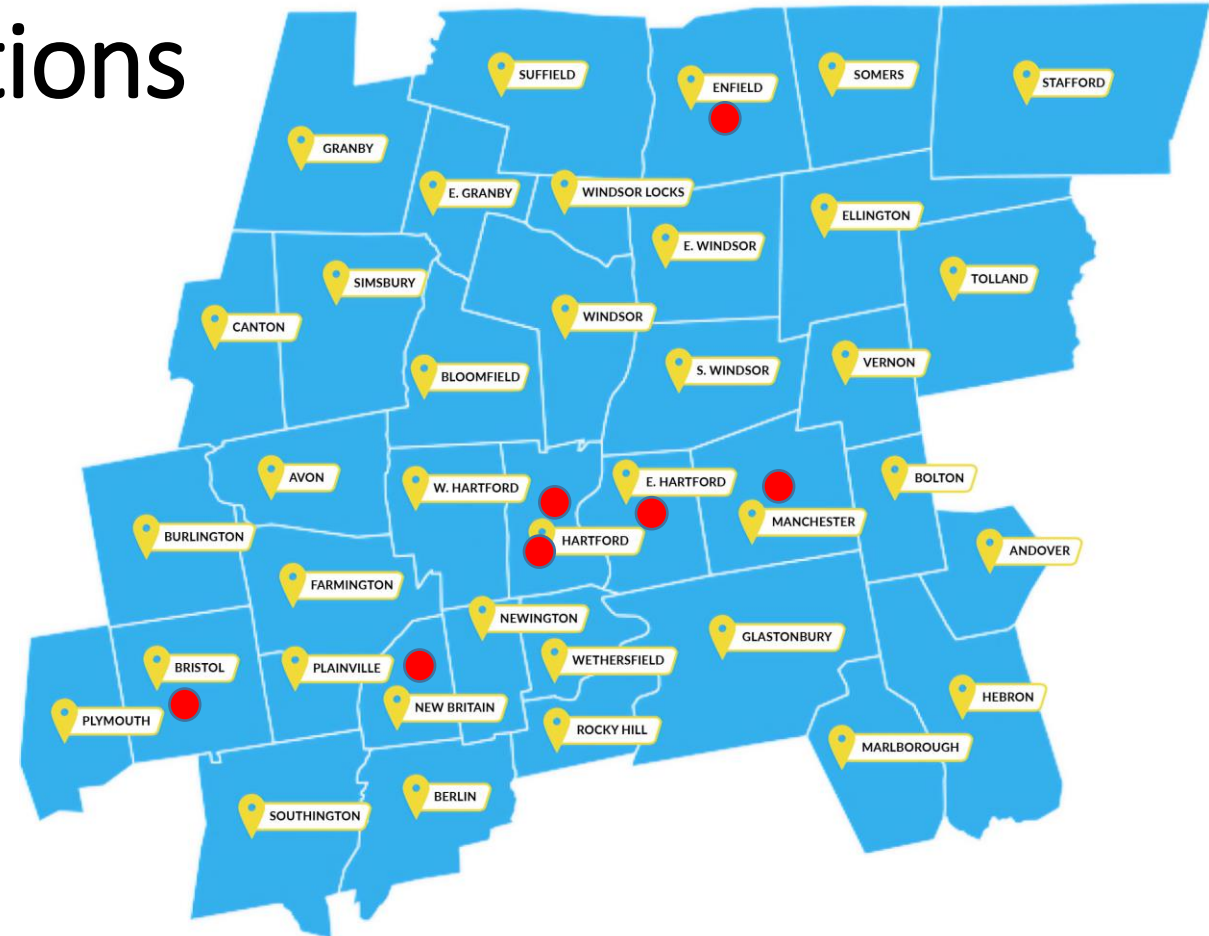 tions
SUFFIELD
ENFIELD
SOMERS
STAFFORD
GRANBY
E. GRANBY
WINDSOR LOCKS
ELLINGTON
E. WINDSOR
SIMSBURY
TOLLAND
CANTON
WINDSOR
BLOOMFIELD
S. WINDSOR
VERNON
AVON
W. HARTFORD
E. HARTFORD
BOLTON
BURLINGTON
HARTFORD
MANCHESTER
ANDOVER
FARMINGTON
NEWINGTON
GLASTONBURY
BRISTOL
PLAINVILLE
WETHERSFIELD
HEBRON
PLYMOUTH
NEW BRITAIN
ROCKY HILL
MARLBOROUGH
SOUTHINGTON
BERLIN